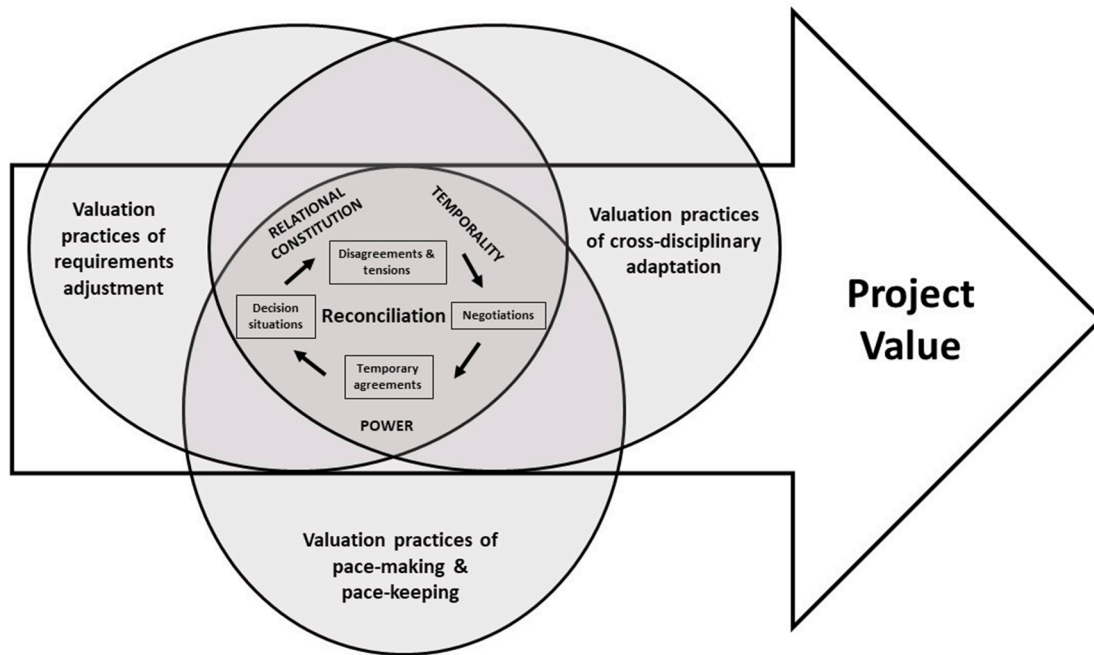 Valuation
practices of
requirements
adjustment
RELATIONAL
CONSTITUTION
TEMPORALITY
Disagreements &
tensions
Decision
situations
Reconciliation
Negotiations
Temporary
agreements
POWER
Valuation practices
of cross-disciplinary
adaptation
Valuation practices of
pace-making &
pace-keeping
Project
Value